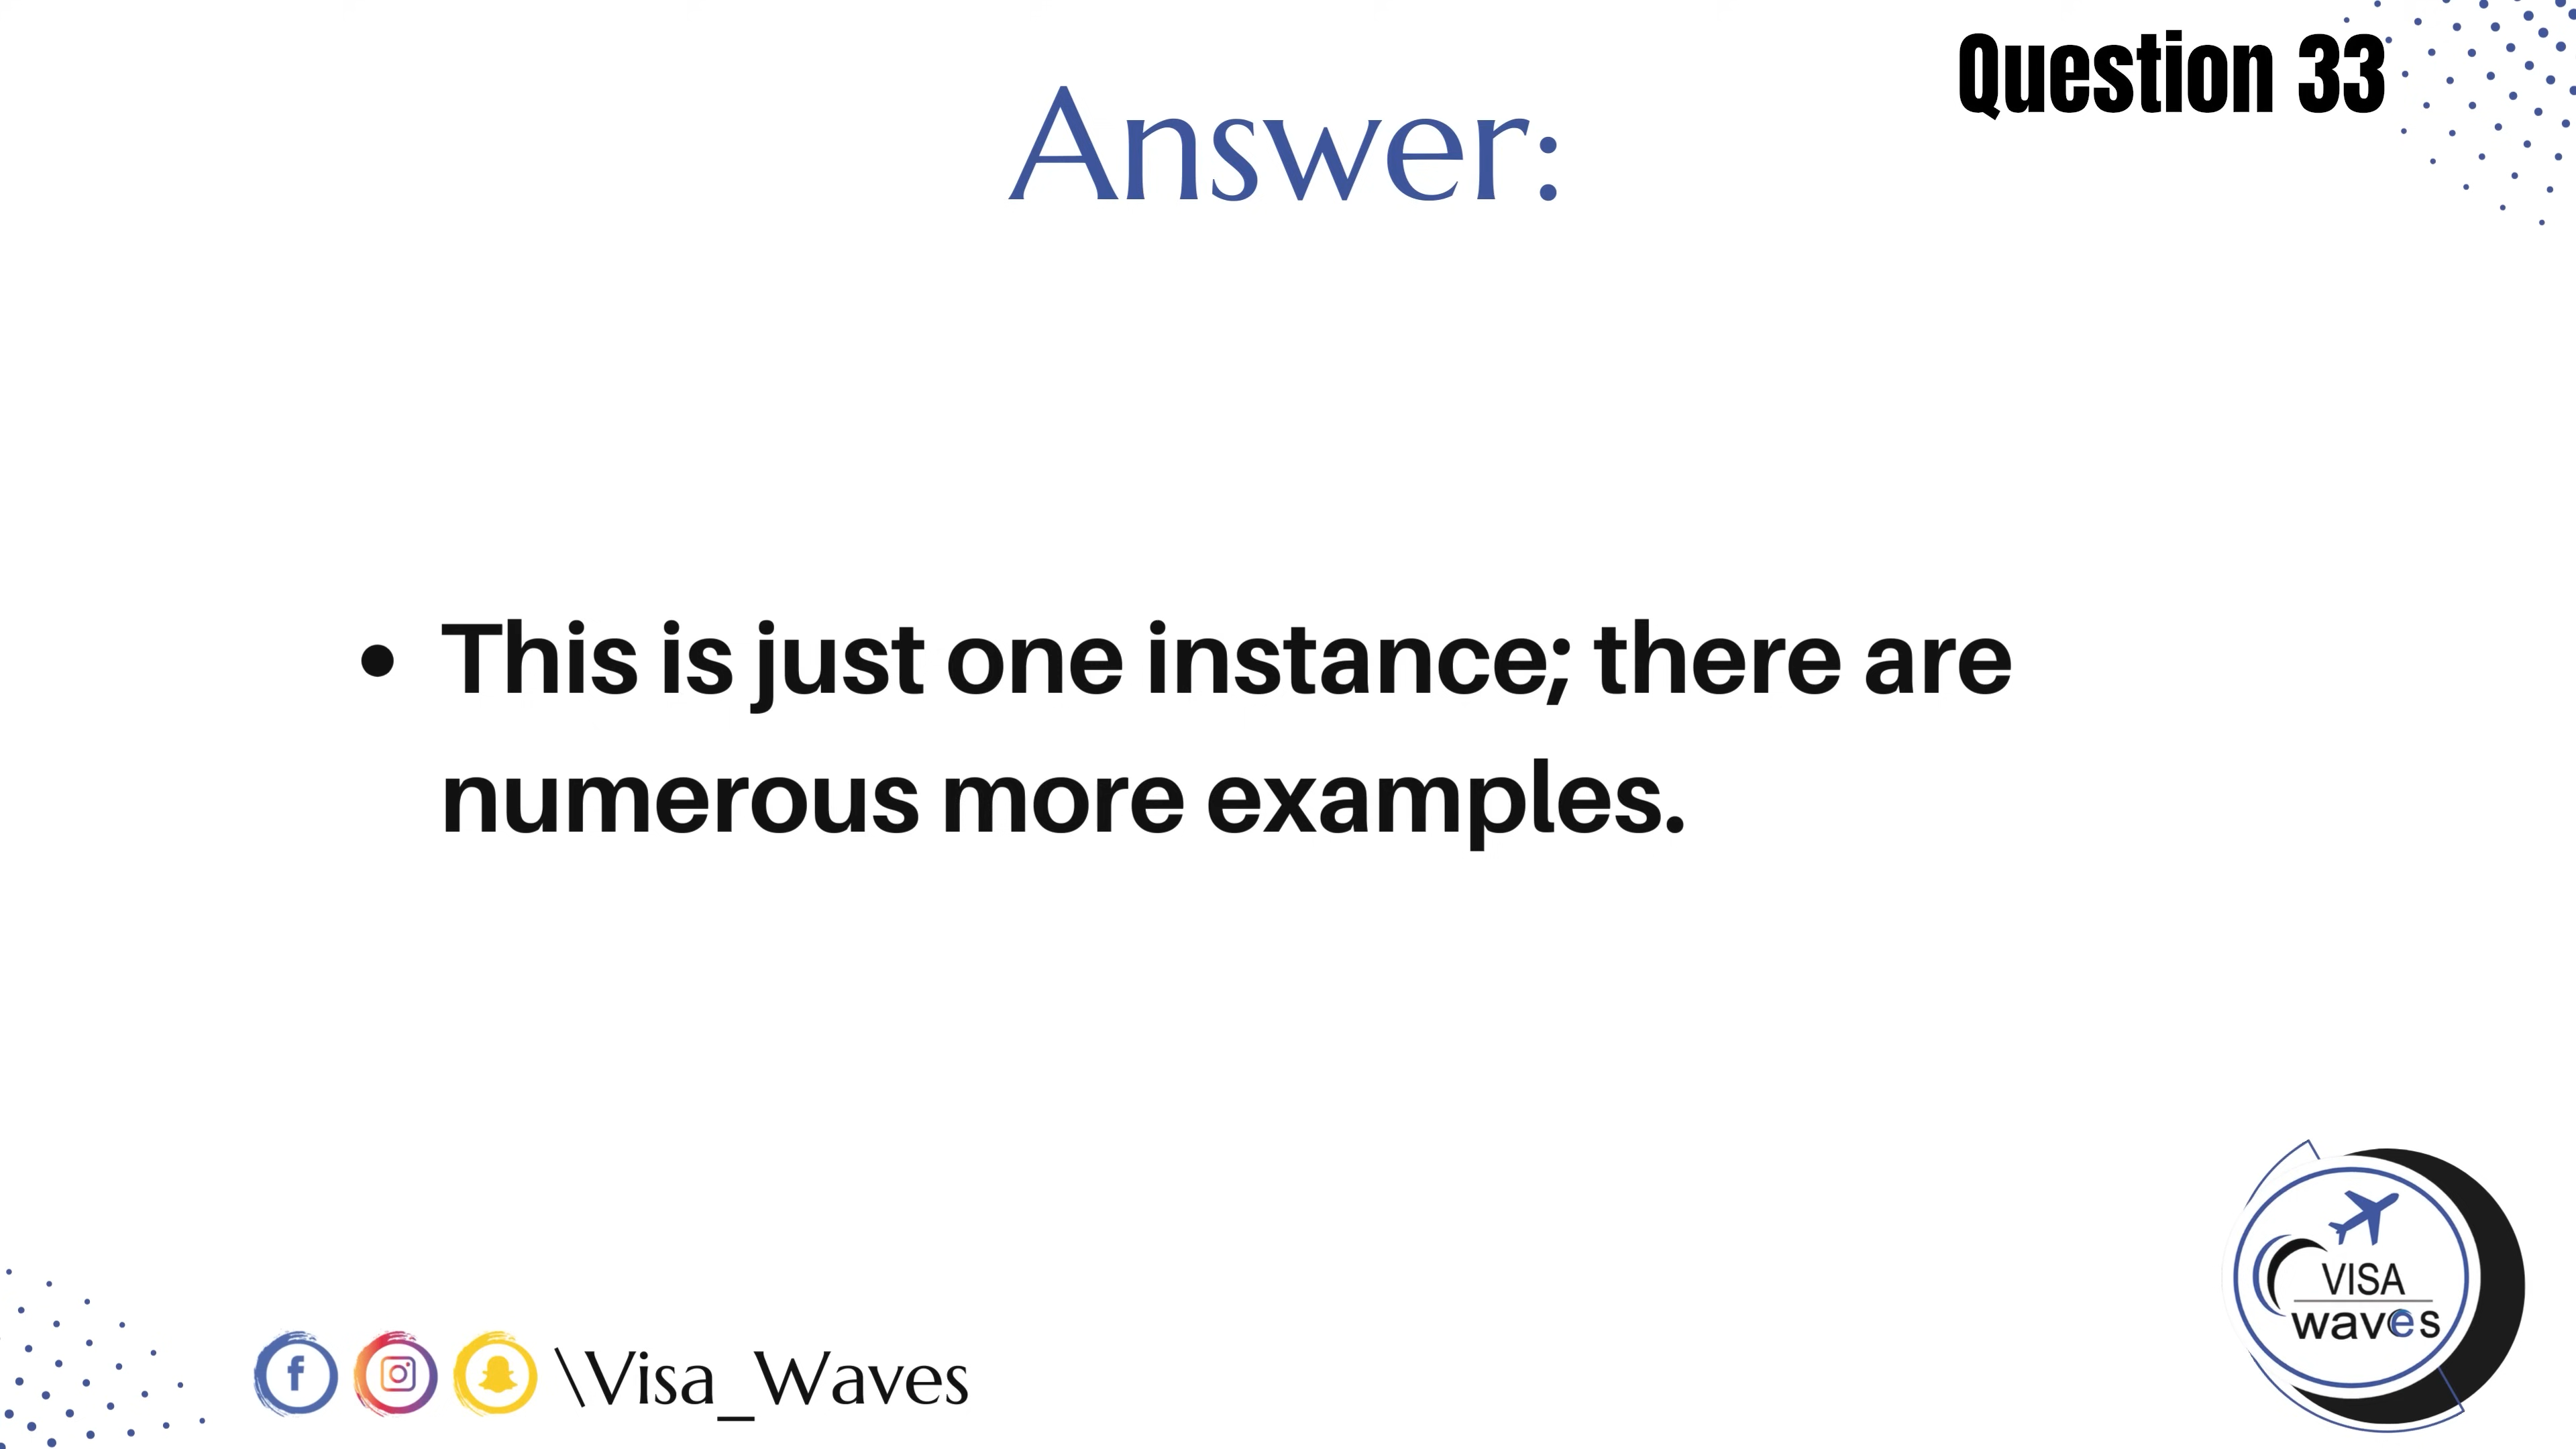 Question 33
Answer:
• This is just one instance; there are
numerous more examples.
\Visa_Waves
VISA
waves